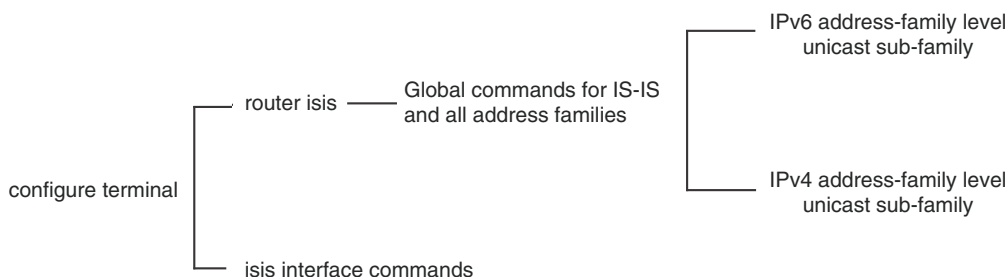 IPv6 address-family level
unicast sub-family
router isis
Global commands for IS-IS
and all address families
configure terminal
IPv4 address-family level
unicast sub-family
isis interface commands